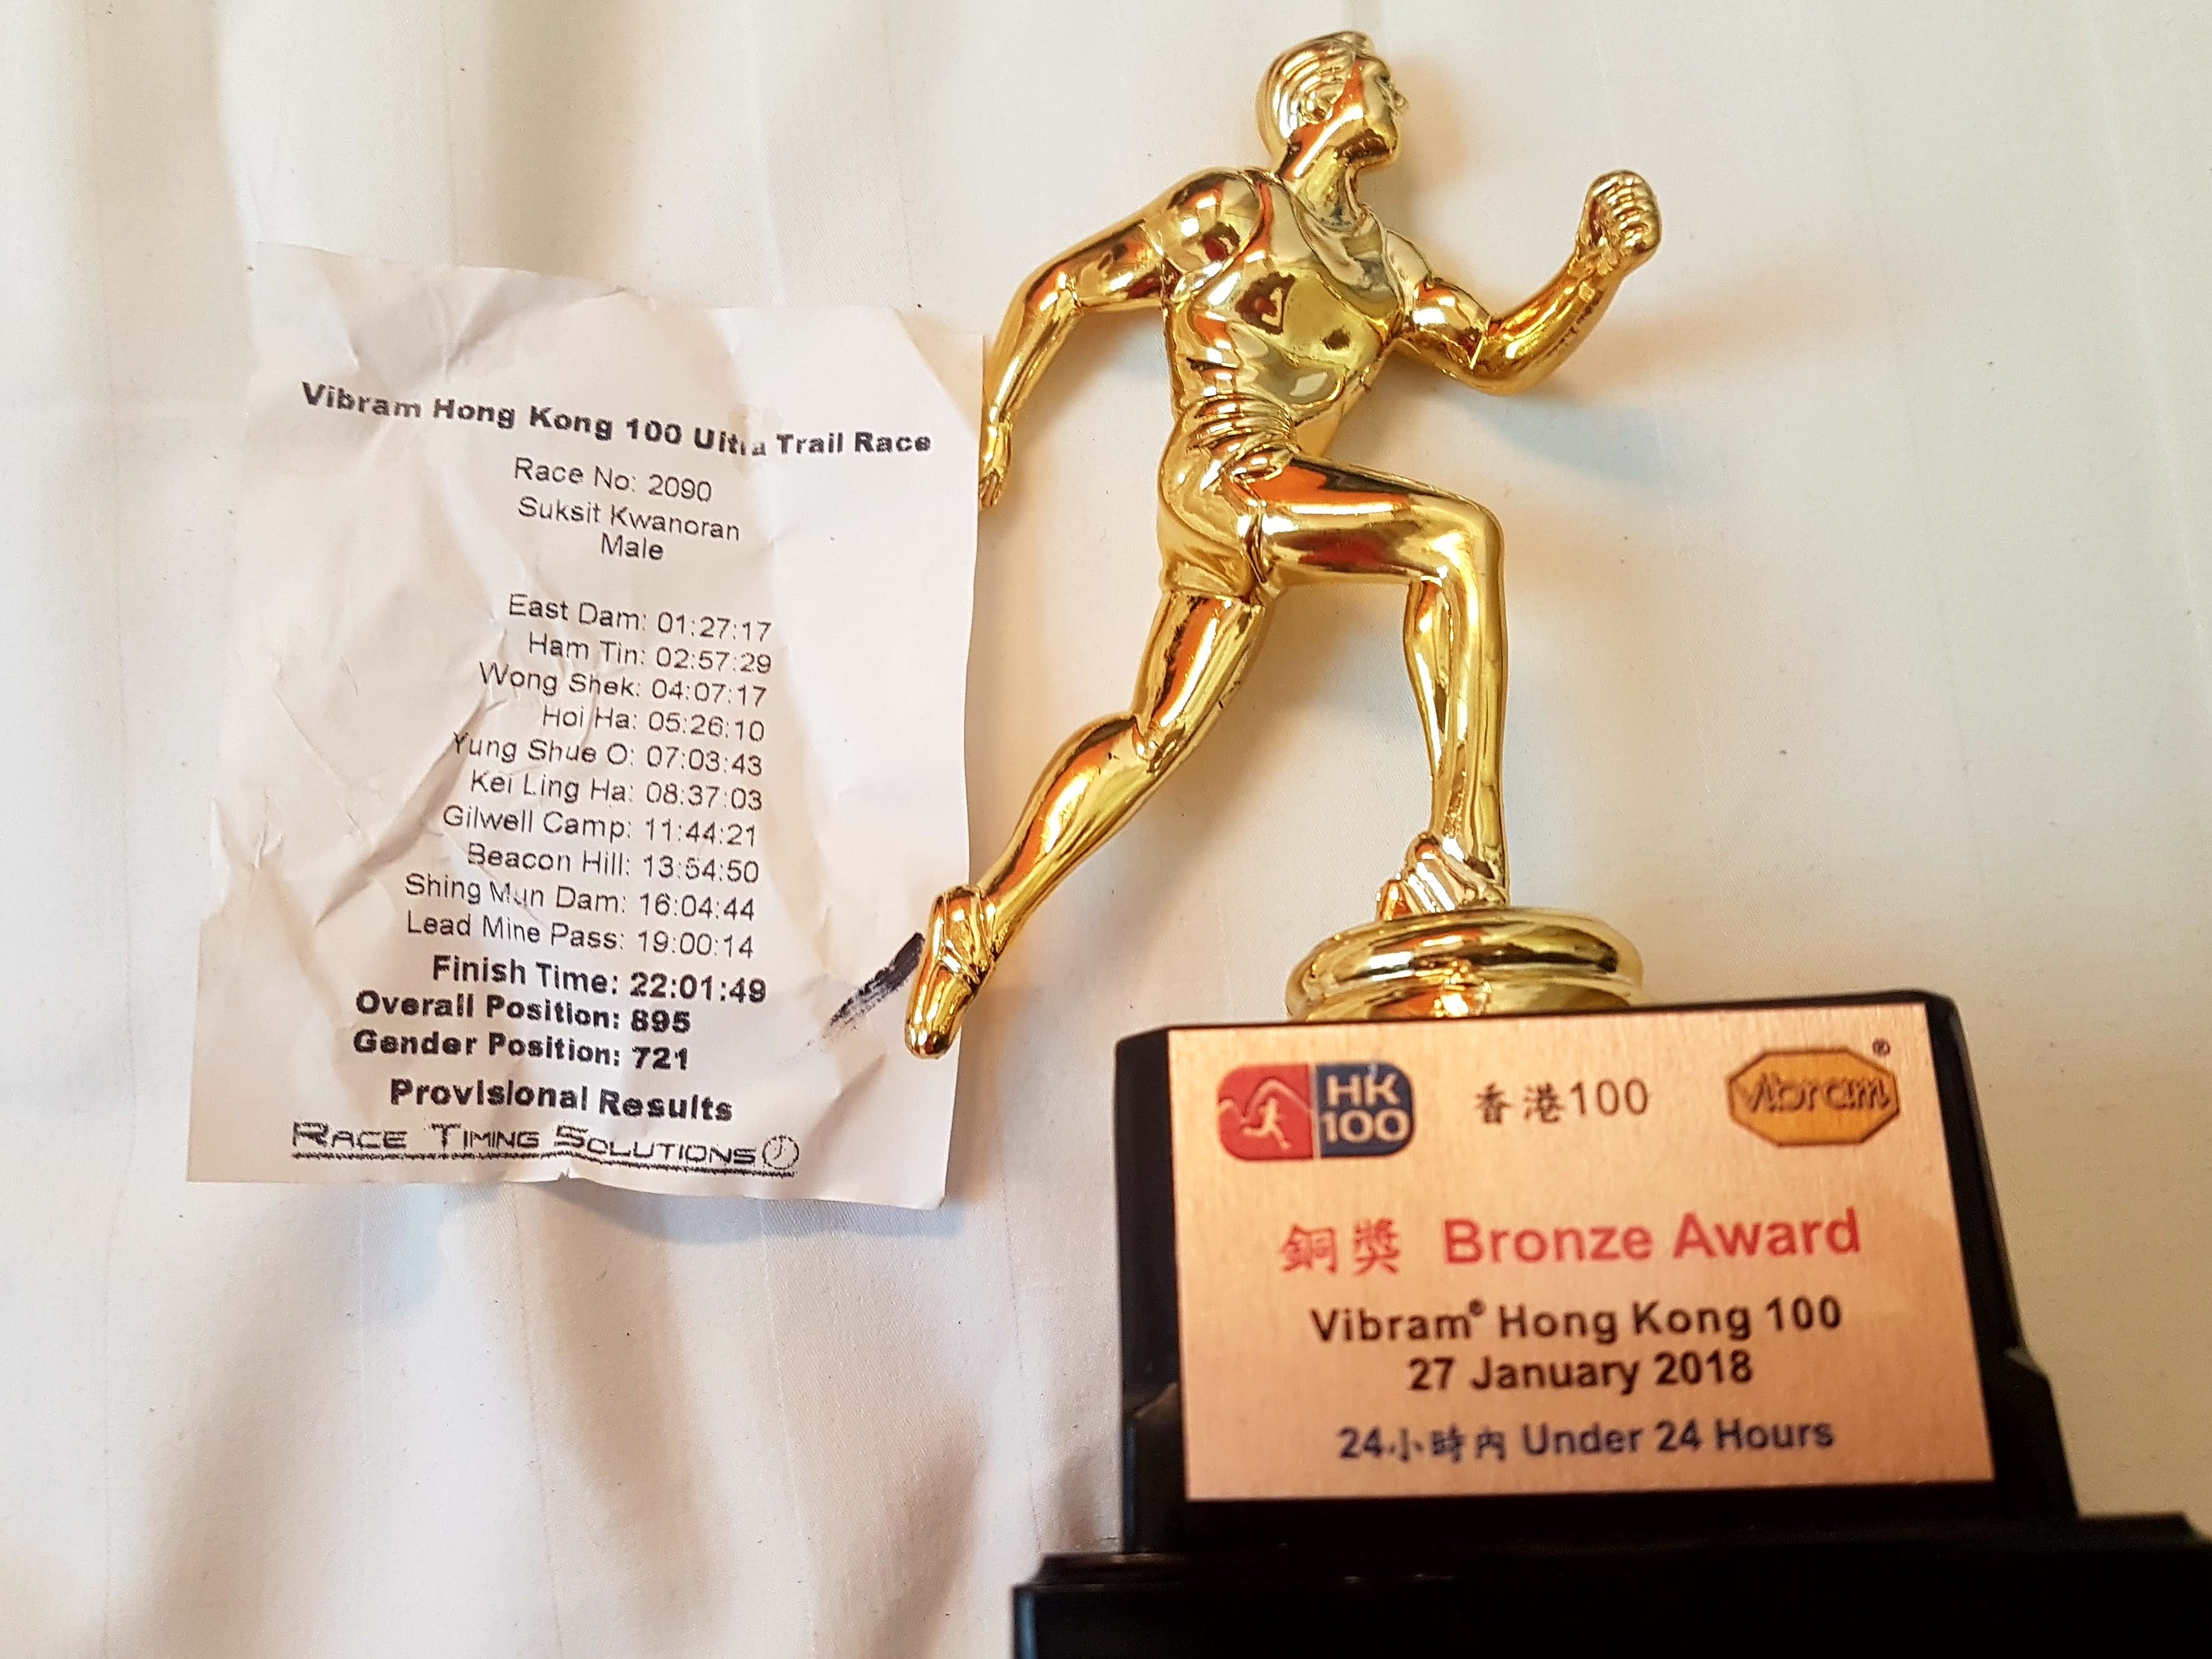 Vibram Hong Kong 100 Ultra Trail Race
Race No: 2090
Suksit Kwanoran
Male
East Dam: 01:27:17
Ham Tin: 02:57:29
Wong Shek: 04:07:17
Hoi Ha: 05:26:10
Yung Shue O: 07:03:43
Kei Ling Ha: 08:37:03
Gilwell Camp: 11:44:21
Beacon Hill: 13:54:50
Shing Mun Dam: 16:04:44
Lead Mine Pass: 19:00:14
Finish Time: 22:01:49
Overall Position: 895
Gender Position: 721
Provisional Results
RACE TIMING SOLUTIONS
HK
100
香港100
vibram®
銅獎 Bronze Award
Vibram® Hong Kong 100
27 January 2018
24小時內 Under 24 Hours